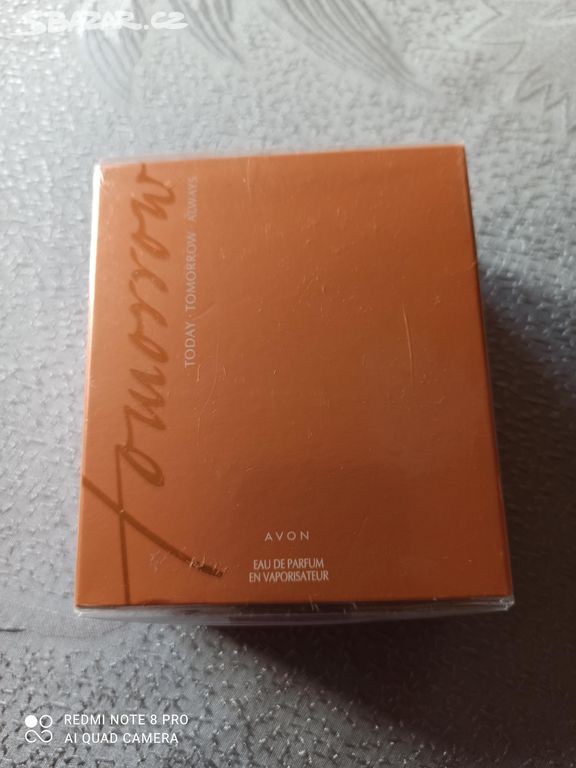 SBAZAR.CZ
tomorrow
TODAY · TOMORROW · ALWAYS
AVON
EAU DE PARFUM
EN VAPORISATEUR
REDMI NOTE 8 PRO
AI QUAD CAMERA